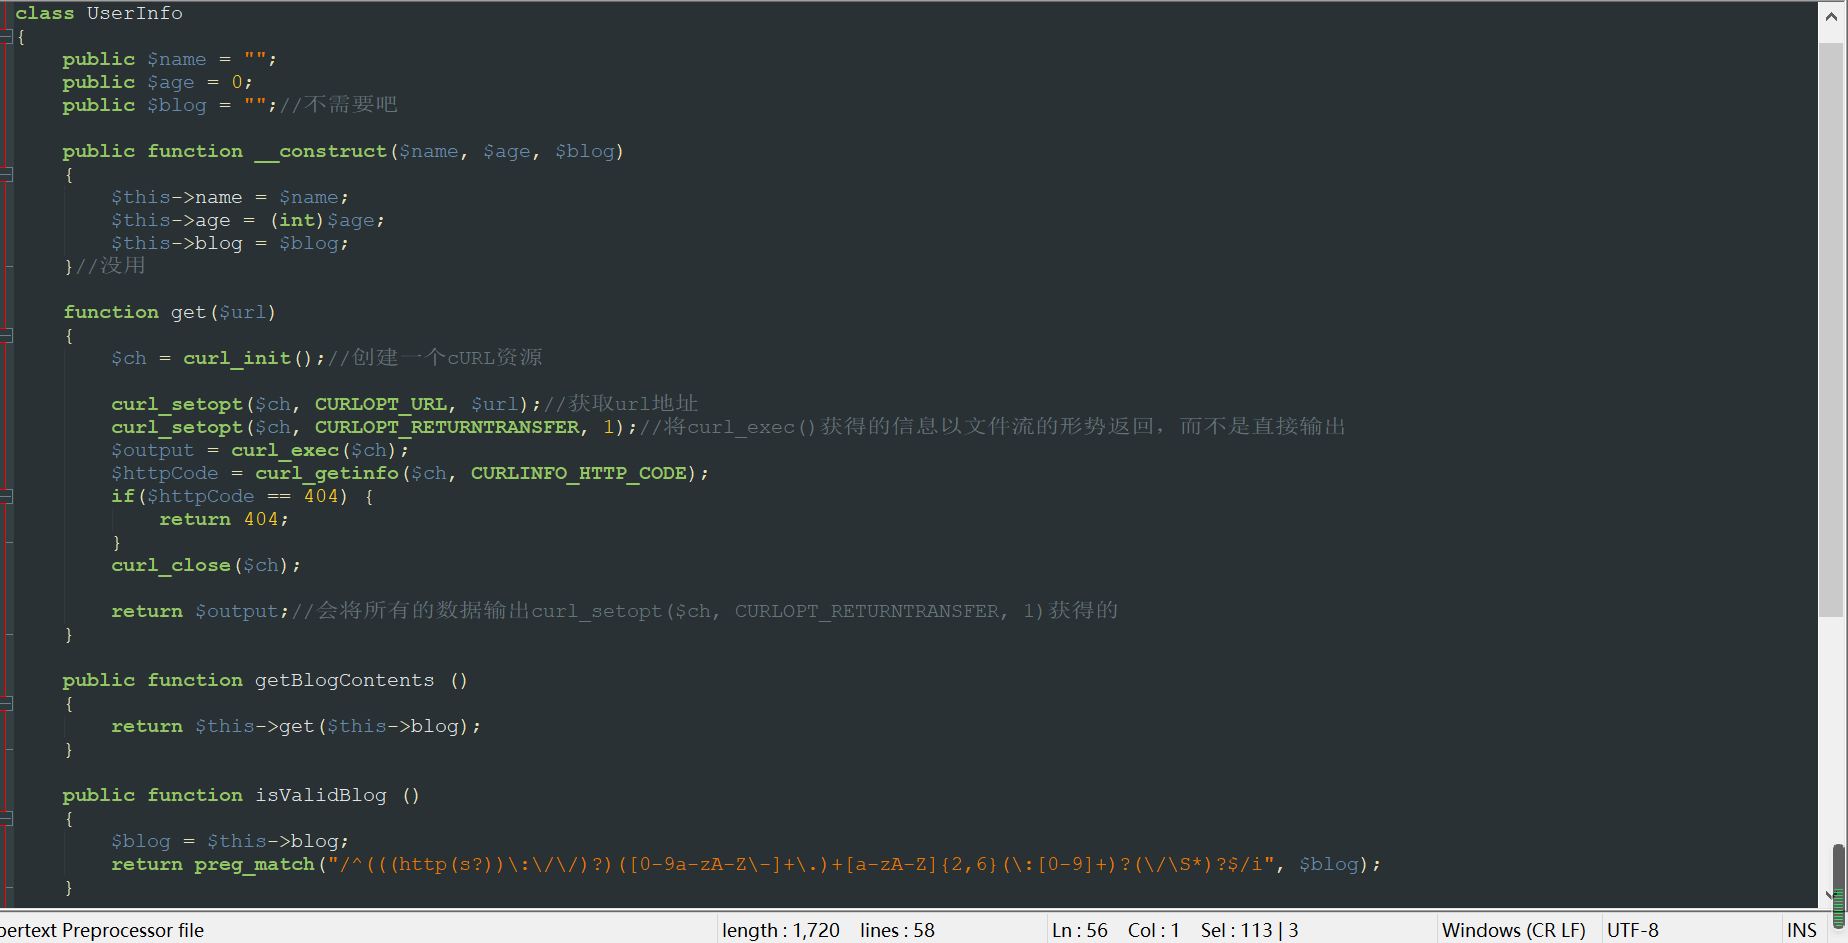 class UserInfo
{
    public $name = "";
    public $age = 0;
    public $blog = "";//不需要吧
    public function __construct($name, $age, $blog)
    {
        $this->name = $name;
        $this->age = (int)$age;
        $this->blog = $blog;
    }//没用
    function get($url)
    {
        $ch = curl_init();//创建一个cURL资源
        curl_setopt($ch, CURLOPT_URL, $url);//获取url地址
        curl_setopt($ch, CURLOPT_RETURNTRANSFER, 1);//将curl_exec()获得的信息以文件流的形势返回，而不是直接输出
        $output = curl_exec($ch);
        $httpCode = curl_getinfo($ch, CURLINFO_HTTP_CODE);
        if($httpCode == 404) {
            return 404;
        }
        curl_close($ch);
        return $output;//会将所有的数据输出curl_setopt($ch, CURLOPT_RETURNTRANSFER, 1)获得的
    }
    public function getBlogContents ()
    {
        return $this->get($this->blog);
    }
    public function isValidBlog ()
    {
        $blog = $this->blog;
        return preg_match("/^(((http(s?))\:\/\/)?)([0-9a-zA-Z\-]+\.)+[a-zA-Z]{2,6}(\:[0-9]+)?(\/\S*)?$/i", $blog);
    }
pertext Preprocessor file length : 1,720 lines : 58 Ln : 56 Col : 1 Sel : 113 | 3 Windows (CR LF) UTF-8 INS